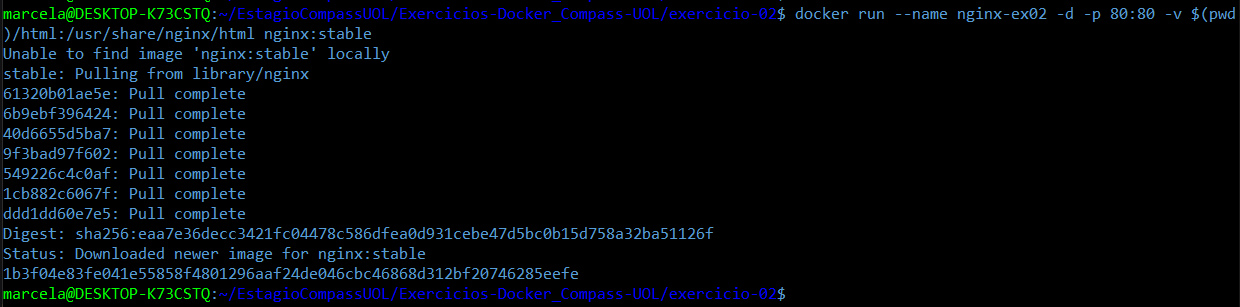 marcela@DESKTOP-K73CSTQ:~/EstagioCompassUOL/Exercicios-Docker_Compass-UOL/exercicio-02$ docker run --name nginx-ex02 -d -p 80:80 -v $(pwd
)/html:/usr/share/nginx/html nginx:stable
Unable to find image 'nginx:stable' locally
stable: Pulling from library/nginx
61320b01ae5e: Pull complete
6b9ebf396424: Pull complete
40d6655d5ba7: Pull complete
9f3bad97f602: Pull complete
549226c4c0af: Pull complete
1cb882c6067f: Pull complete
ddd1dd60e7e5: Pull complete
Digest: sha256:eaa7e36decc3421fc04478c586dfea0d931cebe47d5bc0b15d758a32ba51126f
Status: Downloaded newer image for nginx:stable
1b3f04e83fe041e55858f4801296aaf24de046cbc46868d312bf20746285eefe
marcela@DESKTOP-K73CSTQ:~/EstagioCompassUOL/Exercicios-Docker_Compass-UOL/exercicio-02$